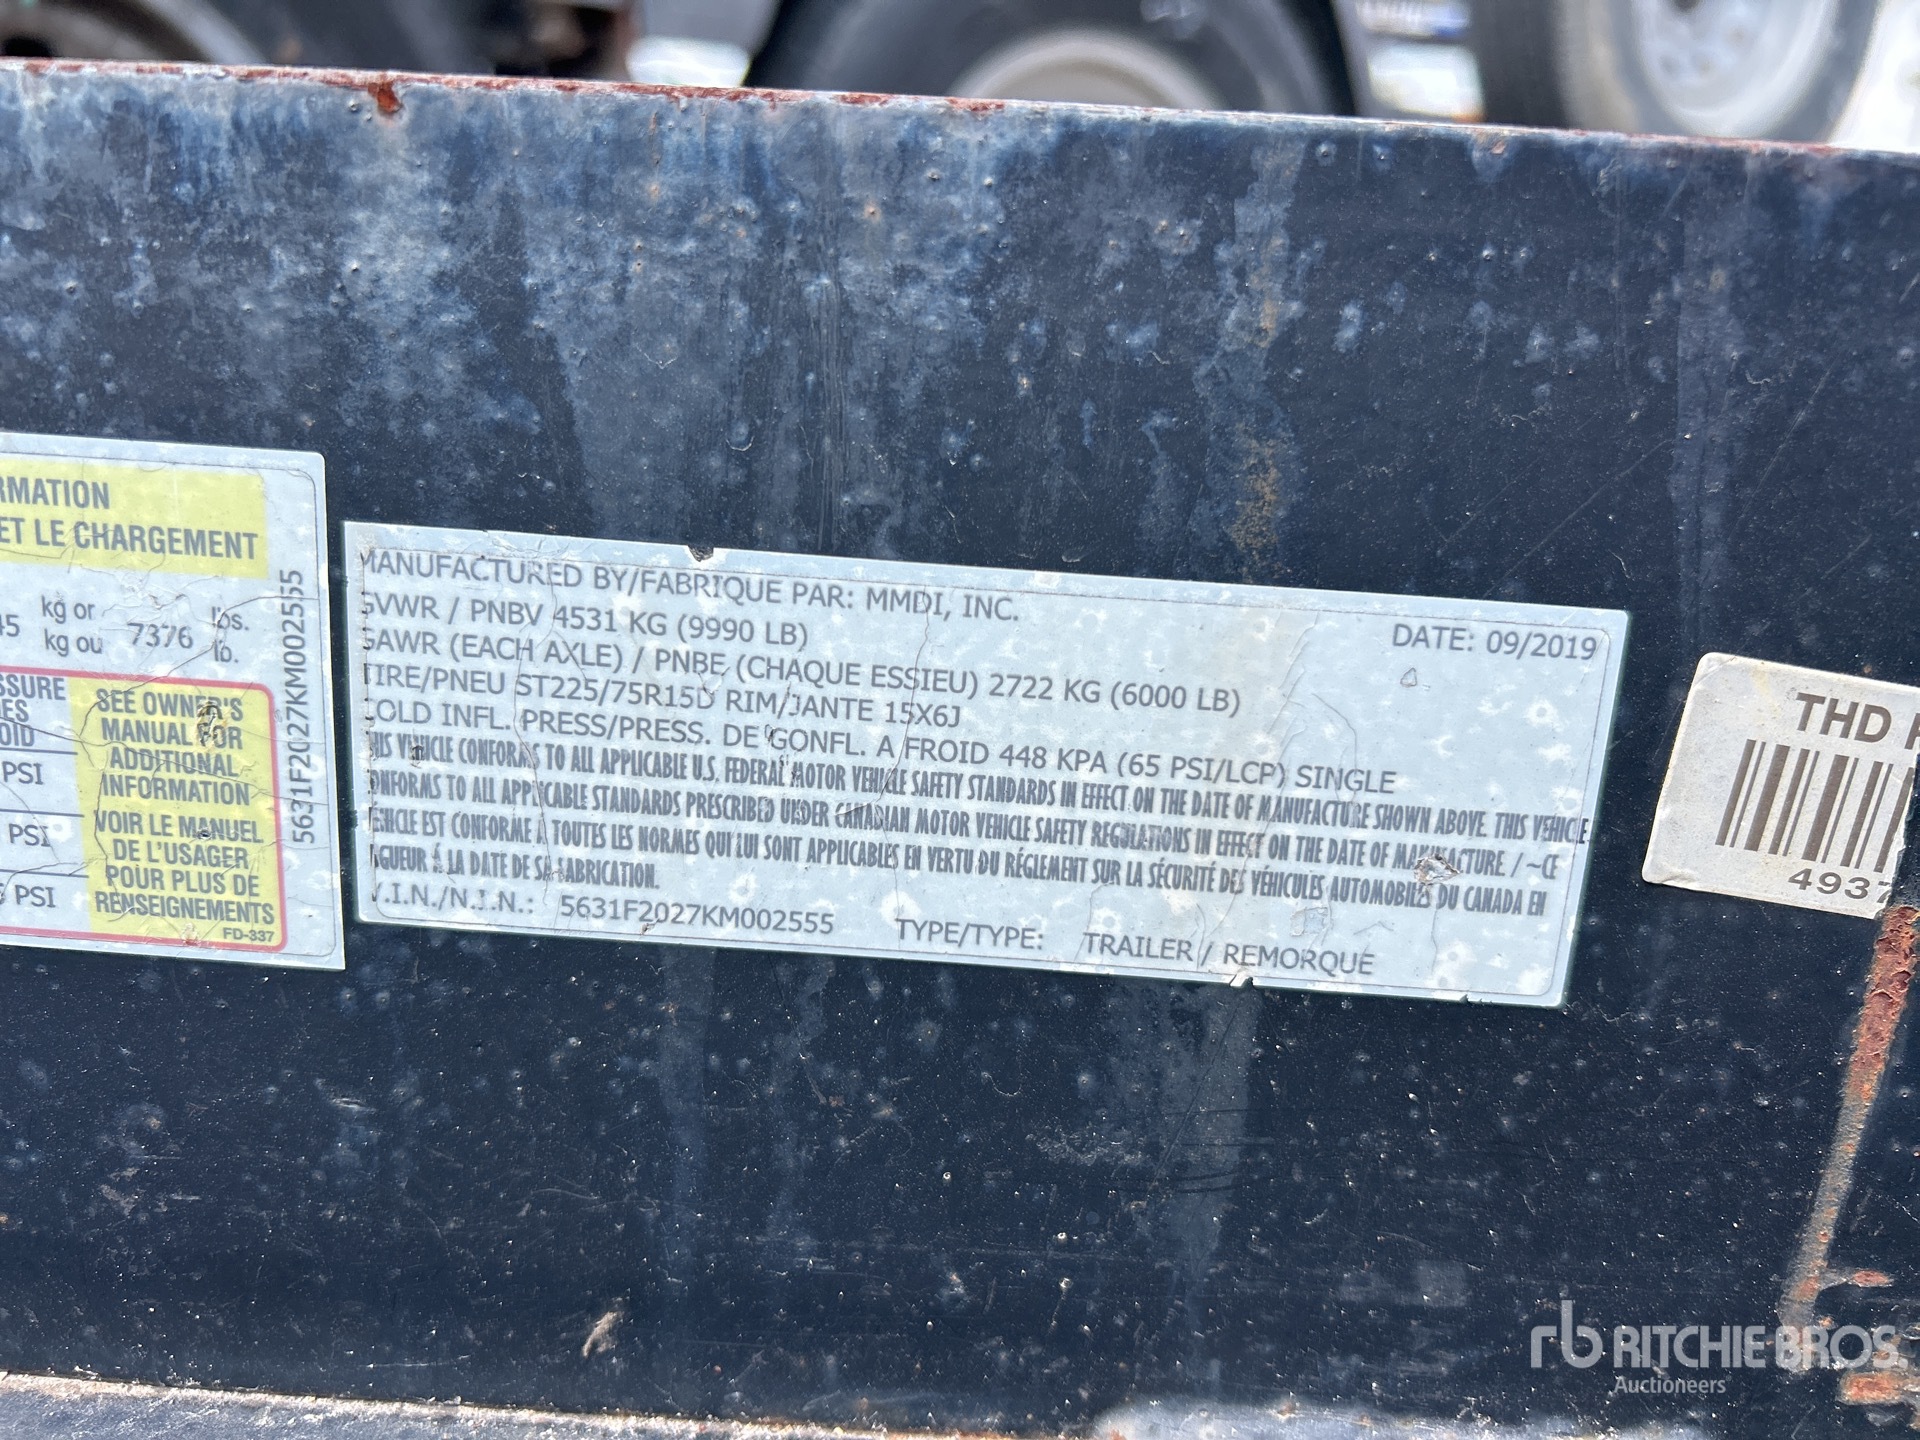 RMATION
ET LE CHARGEMENT
45 kg or 7376 lbs.
kg ou lb.
SSURE
ES
OID
PSI
PSI
PSI
SEE OWNER'S
MANUAL FOR
ADDITIONAL
INFORMATION
VOIR LE MANUEL
DE L'USAGER
POUR PLUS DE
RENSEIGNEMENTS
FD-337
5631F2027KM002555
MANUFACTURED BY/FABRIQUE PAR: MMDI, INC.
DATE: 09/2019
GVWR / PNBV 4531 KG (9990 LB)
GAWR (EACH AXLE) / PNBE (CHAQUE ESSIEU) 2722 KG (6000 LB)
TIRE/PNEU ST225/75R15D RIM/JANTE 15X6J
COLD INFL. PRESS/PRESS. DE GONFL. A FROID 448 KPA (65 PSI/LCP) SINGLE
THIS VEHICLE CONFORMS TO ALL APPLICABLE U.S. FEDERAL MOTOR VEHICLE SAFETY STANDARDS IN EFFECT ON THE DATE OF MANUFACTURE SHOWN ABOVE. THIS VEHICLE
CONFORMS TO ALL APPLICABLE STANDARDS PRESCRIBED UNDER CANADIAN MOTOR VEHICLE SAFETY REGULATIONS IN EFFECT ON THE DATE OF MANUFACTURE. / ~CE
VEHICLE EST CONFORME À TOUTES LES NORMES QUI LUI SONT APPLICABLES EN VERTU DU RÉGLEMENT SUR LA SÉCURITÉ DES VÉHICULES AUTOMOBILES DU CANADA EN
VIGUEUR À LA DATE DE SA FABRICATION.
V.I.N./N.I.N.: 5631F2027KM002555 TYPE/TYPE: TRAILER / REMORQUE
THD
4937
rb RITCHIE BROS.
Auctioneers